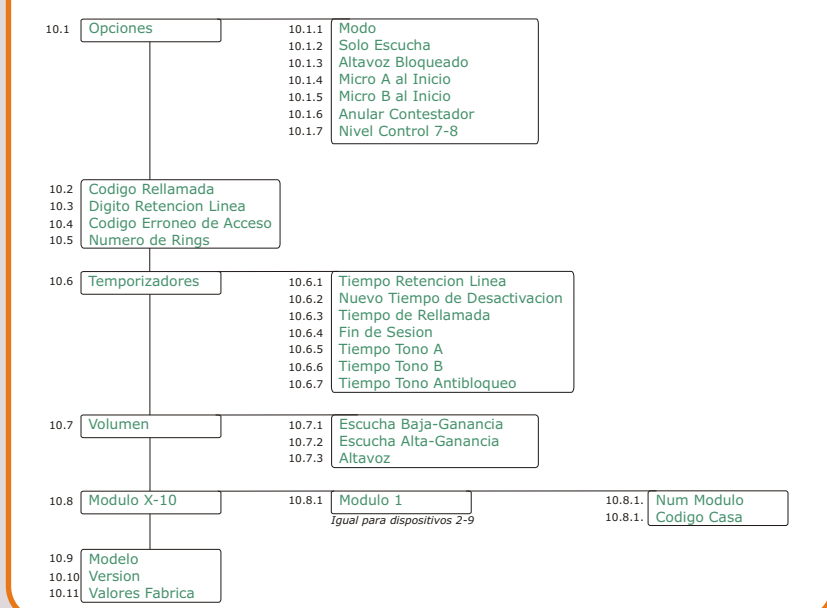 10.1 Opciones
10.1.1 Modo
10.1.2 Solo Escucha
10.1.3 Altavoz Bloqueado
10.1.4 Micro A al Inicio
10.1.5 Micro B al Inicio
10.1.6 Anular Contestador
10.1.7 Nivel Control 7-8
10.2 Codigo Rellamada
10.3 Digito Retencion Linea
10.4 Codigo Erroneo de Acceso
10.5 Numero de Rings
10.6 Temporizadores
10.6.1 Tiempo Retencion Linea
10.6.2 Nuevo Tiempo de Desactivacion
10.6.3 Tiempo de Rellamada
10.6.4 Fin de Sesion
10.6.5 Tiempo Tono A
10.6.6 Tiempo Tono B
10.6.7 Tiempo Tono Antibloqueo
10.7 Volumen
10.7.1 Escucha Baja-Ganancia
10.7.2 Escucha Alta-Ganancia
10.7.3 Altavoz
10.8 Modulo X-10
10.8.1 Modulo 1
Igual para dispositivos 2-9
10.8.1. Num Modulo
10.8.1. Codigo Casa
10.9 Modelo
10.10 Version
10.11 Valores Fabrica